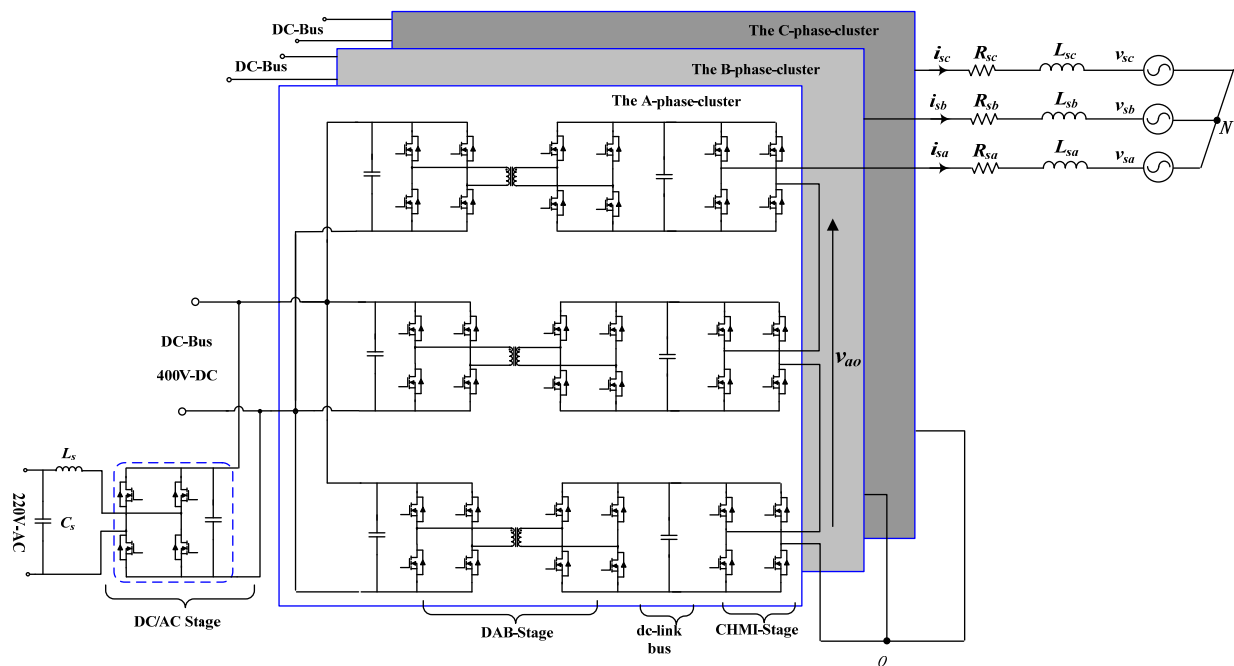 DC-Bus
The C-phase-cluster
DC-Bus
The B-phase-cluster
The A-phase-cluster
isc
Rsc
Lsc
vsc
isb
Rsb
Lsb
vsb
N
isa
Rsa
Lsa
vsa
vao
DC-Bus
400V-DC
Ls
Cs
220V-AC
DC/AC Stage
DAB-Stage
dc-link
bus
CHMI-Stage
o